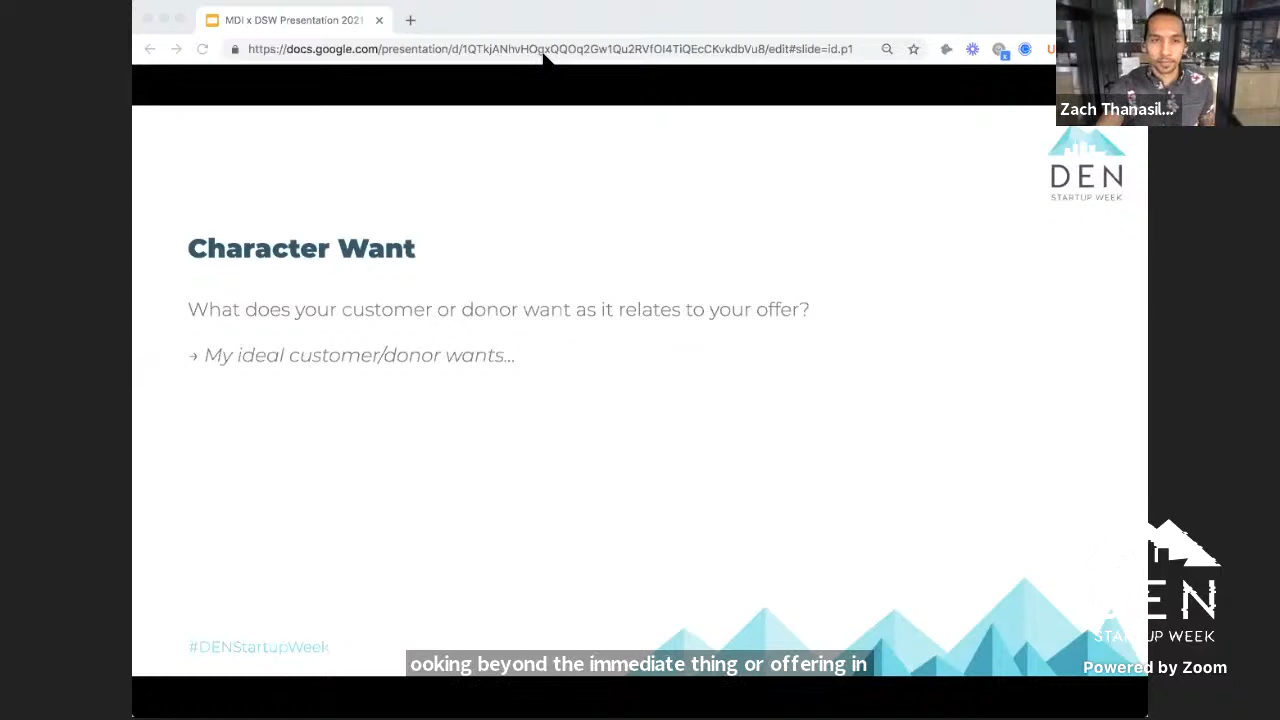 MDI x DSW Presentation 2021
https://docs.google.com/presentation/d/1QTkjANhvHOgxQQOq2Gw1Qu2RVfOI4TiQEcCKvkdbVu8/edit#slide=id.p1
Zach Thanasil...
DEN
STARTUP WEEK
Character Want
What does your customer or donor want as it relates to your offer?
→ My ideal customer/donor wants...
#DENStartupWeek
ooking beyond the immediate thing or offering in
DEN
STARTUP WEEK
Powered by Zoom